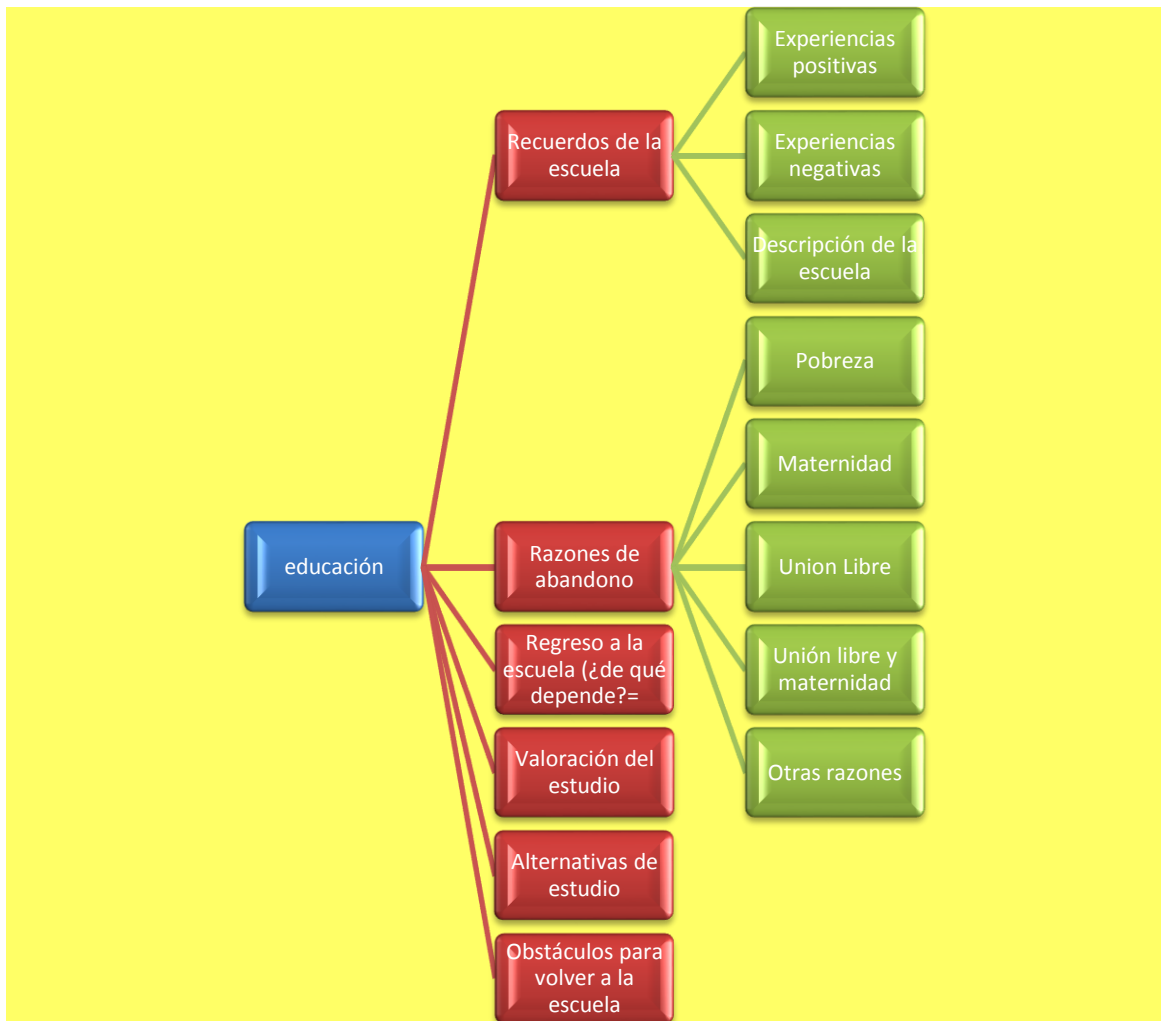 Experiencias
positivas
Recuerdos de la
escuela
Experiencias
negativas
Descripción de la
escuela
Pobreza
Maternidad
educación
Razones de
abandono
Union Libre
Regreso a la
escuela (¿de qué
depende?=
Unión libre y
maternidad
Valoración del
estudio
Otras razones
Alternativas de
estudio
Obstáculos para
volver a la
escuela